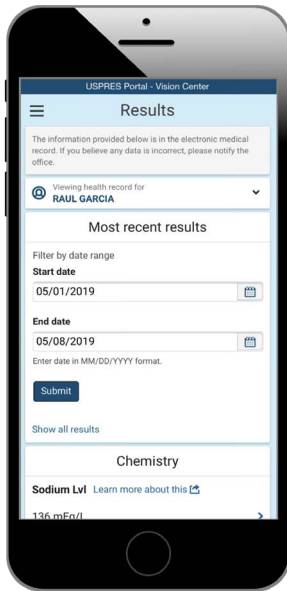 USPRES Portal - Vision Center
Results
The information provided below is in the electronic medical
record. If you believe any data is incorrect, please notify the
office.
Viewing health record for
RAUL GARCIA
Most recent results
Filter by date range
Start date
05/01/2019
End date
05/08/2019
Enter date in MM/DD/YYYY format.
Submit
Show all results
Chemistry
Sodium Lvl Learn more about this
136 mEq/L